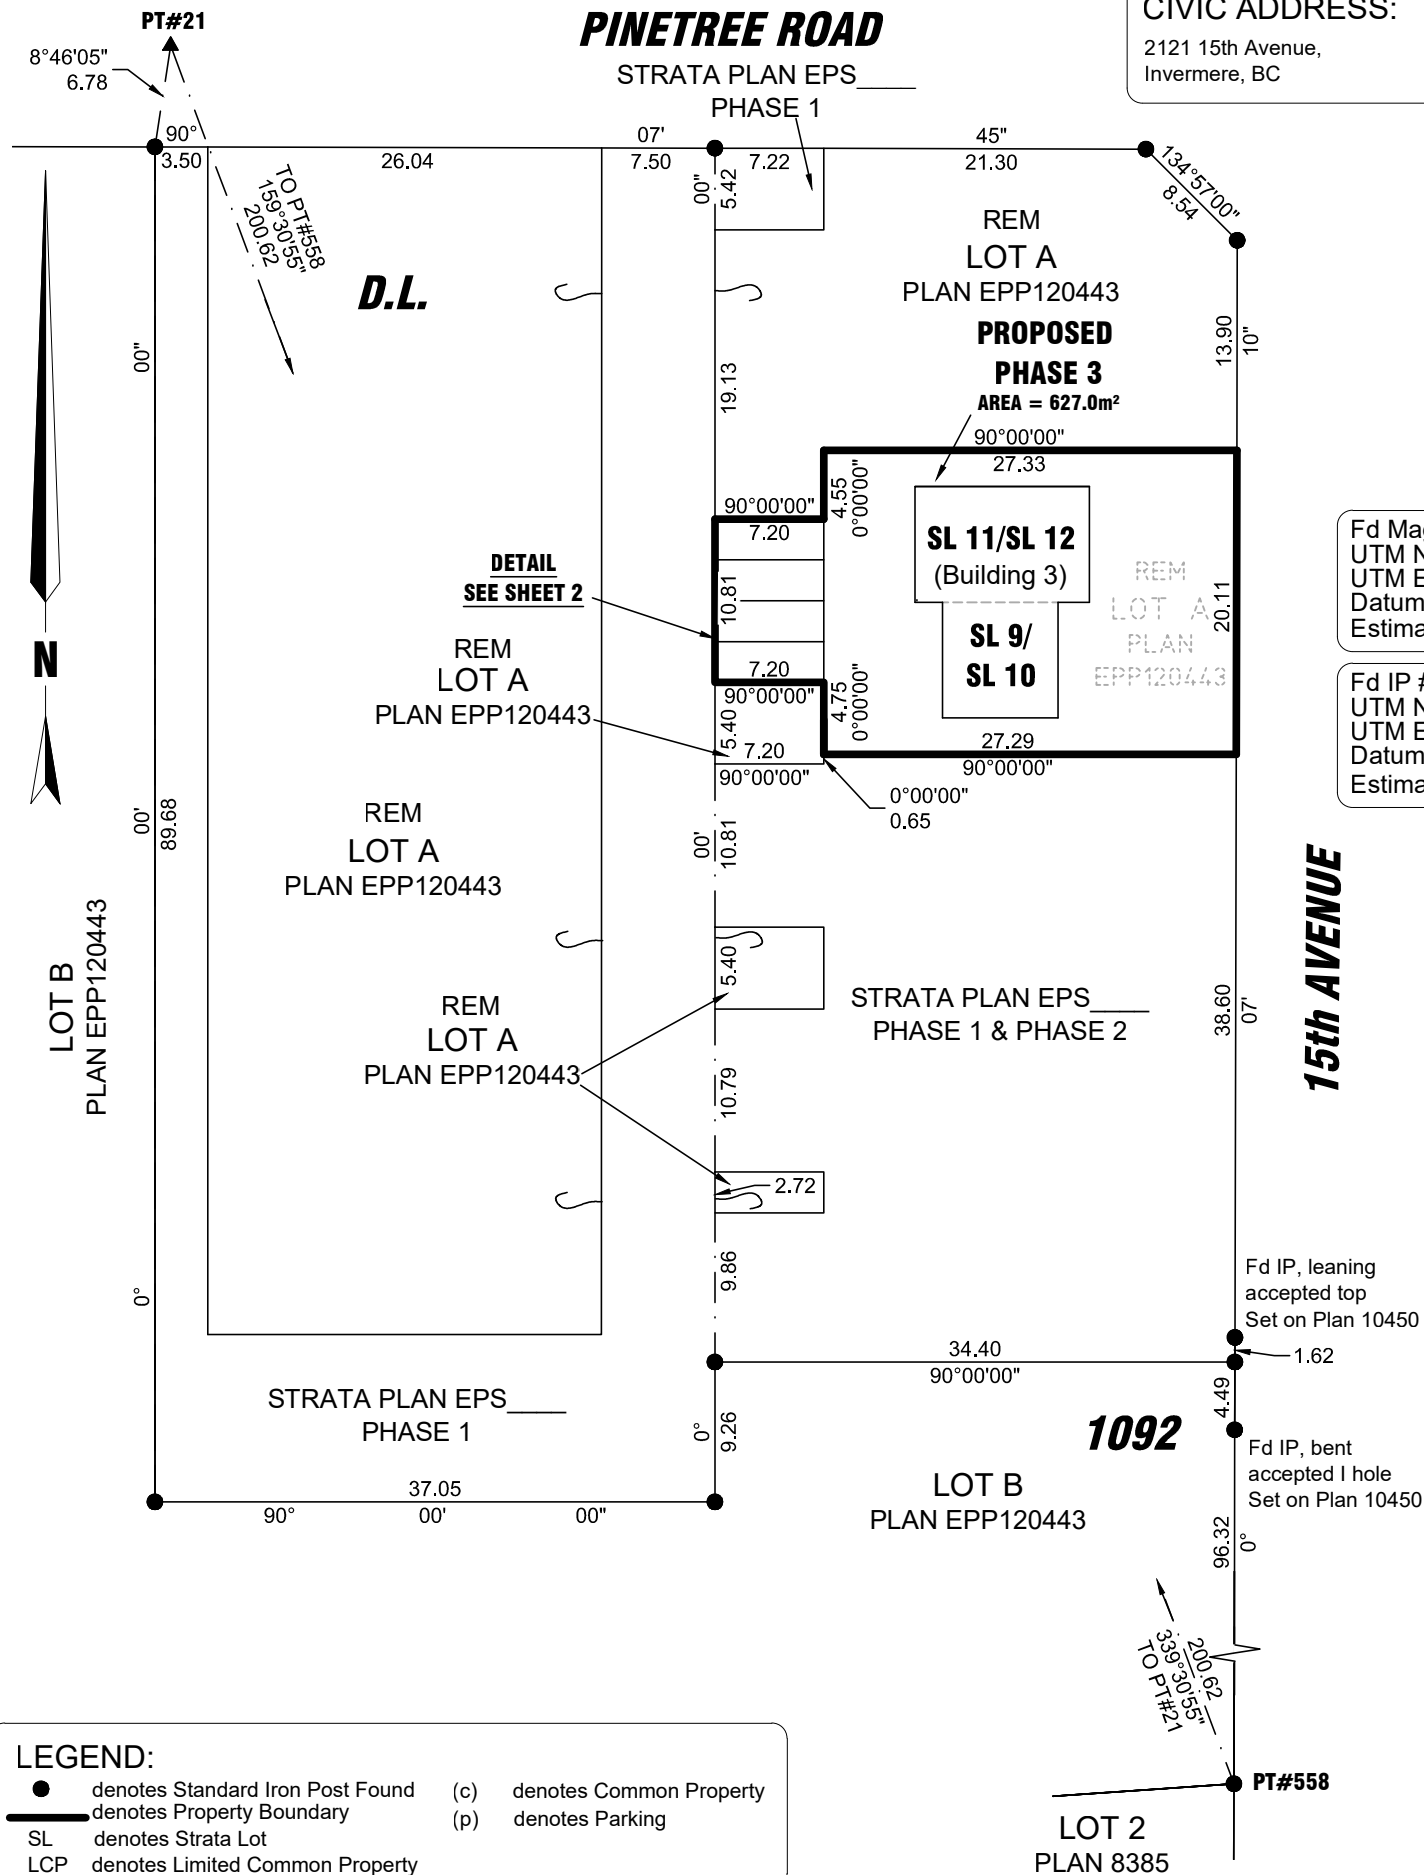 PT#21
8°46'05"
6.78
PINETREE ROAD
STRATA PLAN EPS____
PHASE 1
CIVIC ADDRESS:
2121 15th Avenue,
Invermere, BC
90°
07'
45"
3.50
26.04
7.50
7.22
21.30
134°57'00"
8.54
00"
5.42
TO PT#558
159°30'55"
200.62
D.L.
REM
LOT A
PLAN EPP120443
PROPOSED
PHASE 3
AREA = 627.0m²
13.90
10"
00"
19.13
90°00'00"
27.33
4.55
0°00'00"
90°00'00"
7.20
DETAIL
SEE SHEET 2
10.81
SL 11/SL 12
(Building 3)
SL 9/
SL 10
REM
LOT A
PLAN
EPP120443
20.11
Fd
UTM
UTM
Datum
Fd IP
UTM
UTM
Datum
N
REM
LOT A
PLAN EPP120443
7.20
90°00'00"
4.75
0°00'00"
5.40
7.20
90°00'00"
27.29
90°00'00"
0°00'00"
0.65
REM
LOT A
PLAN EPP120443
00'
89.68
00'
10.81
15th AVENUE
LOT B
PLAN EPP120443
5.40
REM
LOT A
PLAN EPP120443
STRATA PLAN EPS____
PHASE 1 & PHASE 2
38.60
07'
10.79
2.72
9.86
0°
Fd IP, leaning
accepted top
Set on Plan 10450
34.40
90°00'00"
1.62
4.49
STRATA PLAN EPS____
PHASE 1
0°
9.26
1092
Fd IP, bent
accepted I hole
Set on Plan 10450
37.05
90°
00'
00"
LOT B
PLAN EPP120443
96.32
0°
200.62
339°30'55"
TO PT#21
PT#558
LOT 2
PLAN 8385
LEGEND:
denotes Standard Iron Post Found
denotes Property Boundary
SL denotes Strata Lot
LCP denotes Limited Common Property
(c) denotes Common Property
(p) denotes Parking